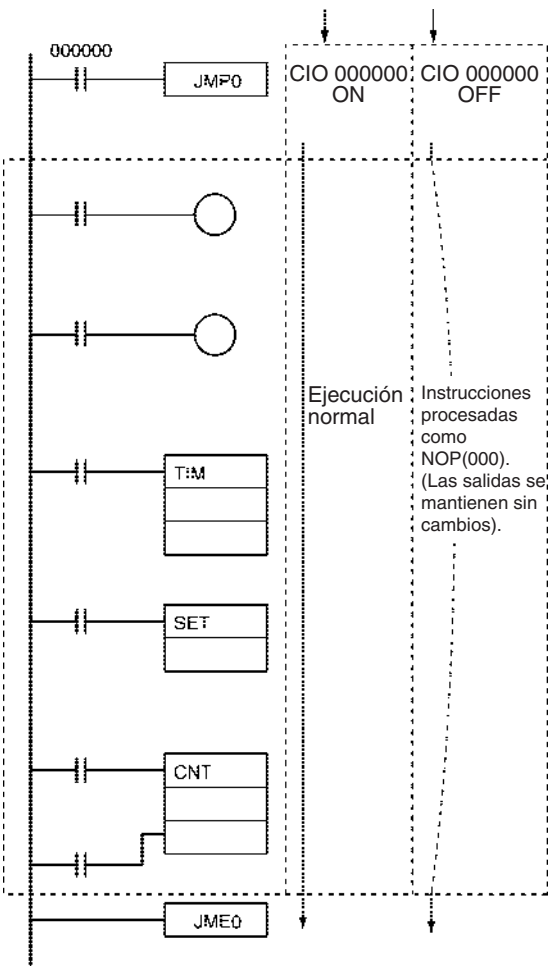 000000
JMP0
CIO 000000
ON
CIO 000000
OFF
Ejecución
normal
Instrucciones
procesadas
como
NOP(000).
(Las salidas se
mantienen sin
cambios).
TIM
SET
CNT
JME0